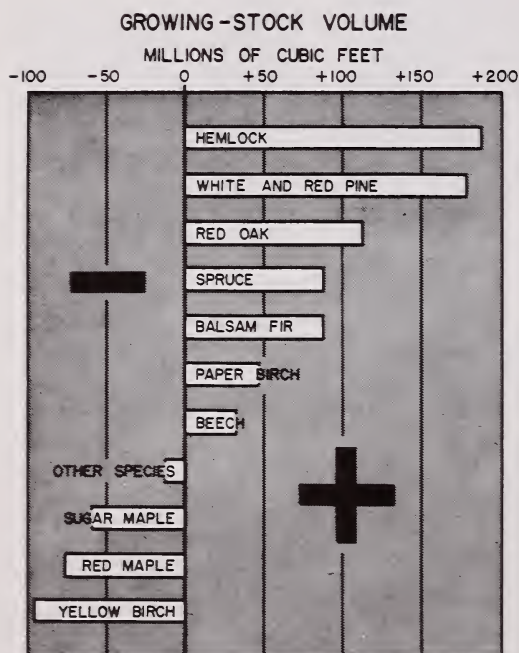 GROWING-STOCK VOLUME
MILLIONS OF CUBIC FEET
-100 -50 0 +50 +100 +150 +200
HEMLOCK
WHITE AND RED PINE
RED OAK
SPRUCE
BALSAM FIR
PAPER BIRCH
BEECH
OTHER SPECIES
SUGAR MAPLE
RED MAPLE
YELLOW BIRCH